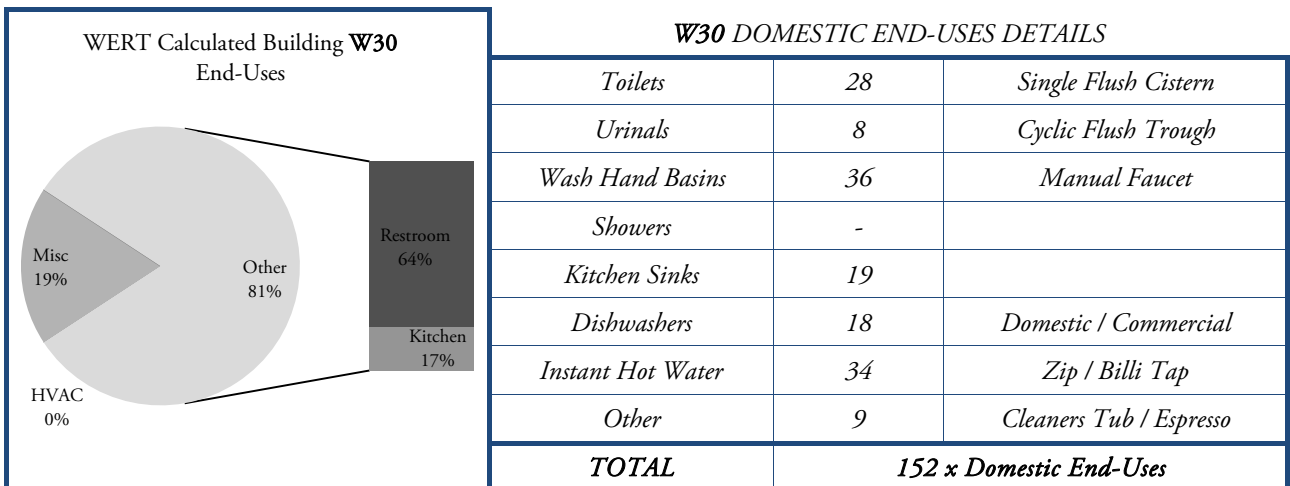 WERT Calculated Building W30
End-Uses
Misc
19%
Other
81%
HVAC
0%
Restroom
64%
Kitchen
17%
W30 DOMESTIC END-USES DETAILS
Toilets 28 Single Flush Cistern
Urinals 8 Cyclic Flush Trough
Wash Hand Basins 36 Manual Faucet
Showers -
Kitchen Sinks 19
Dishwashers 18 Domestic / Commercial
Instant Hot Water 34 Zip / Billi Tap
Other 9 Cleaners Tub / Espresso
TOTAL 152 x Domestic End-Uses